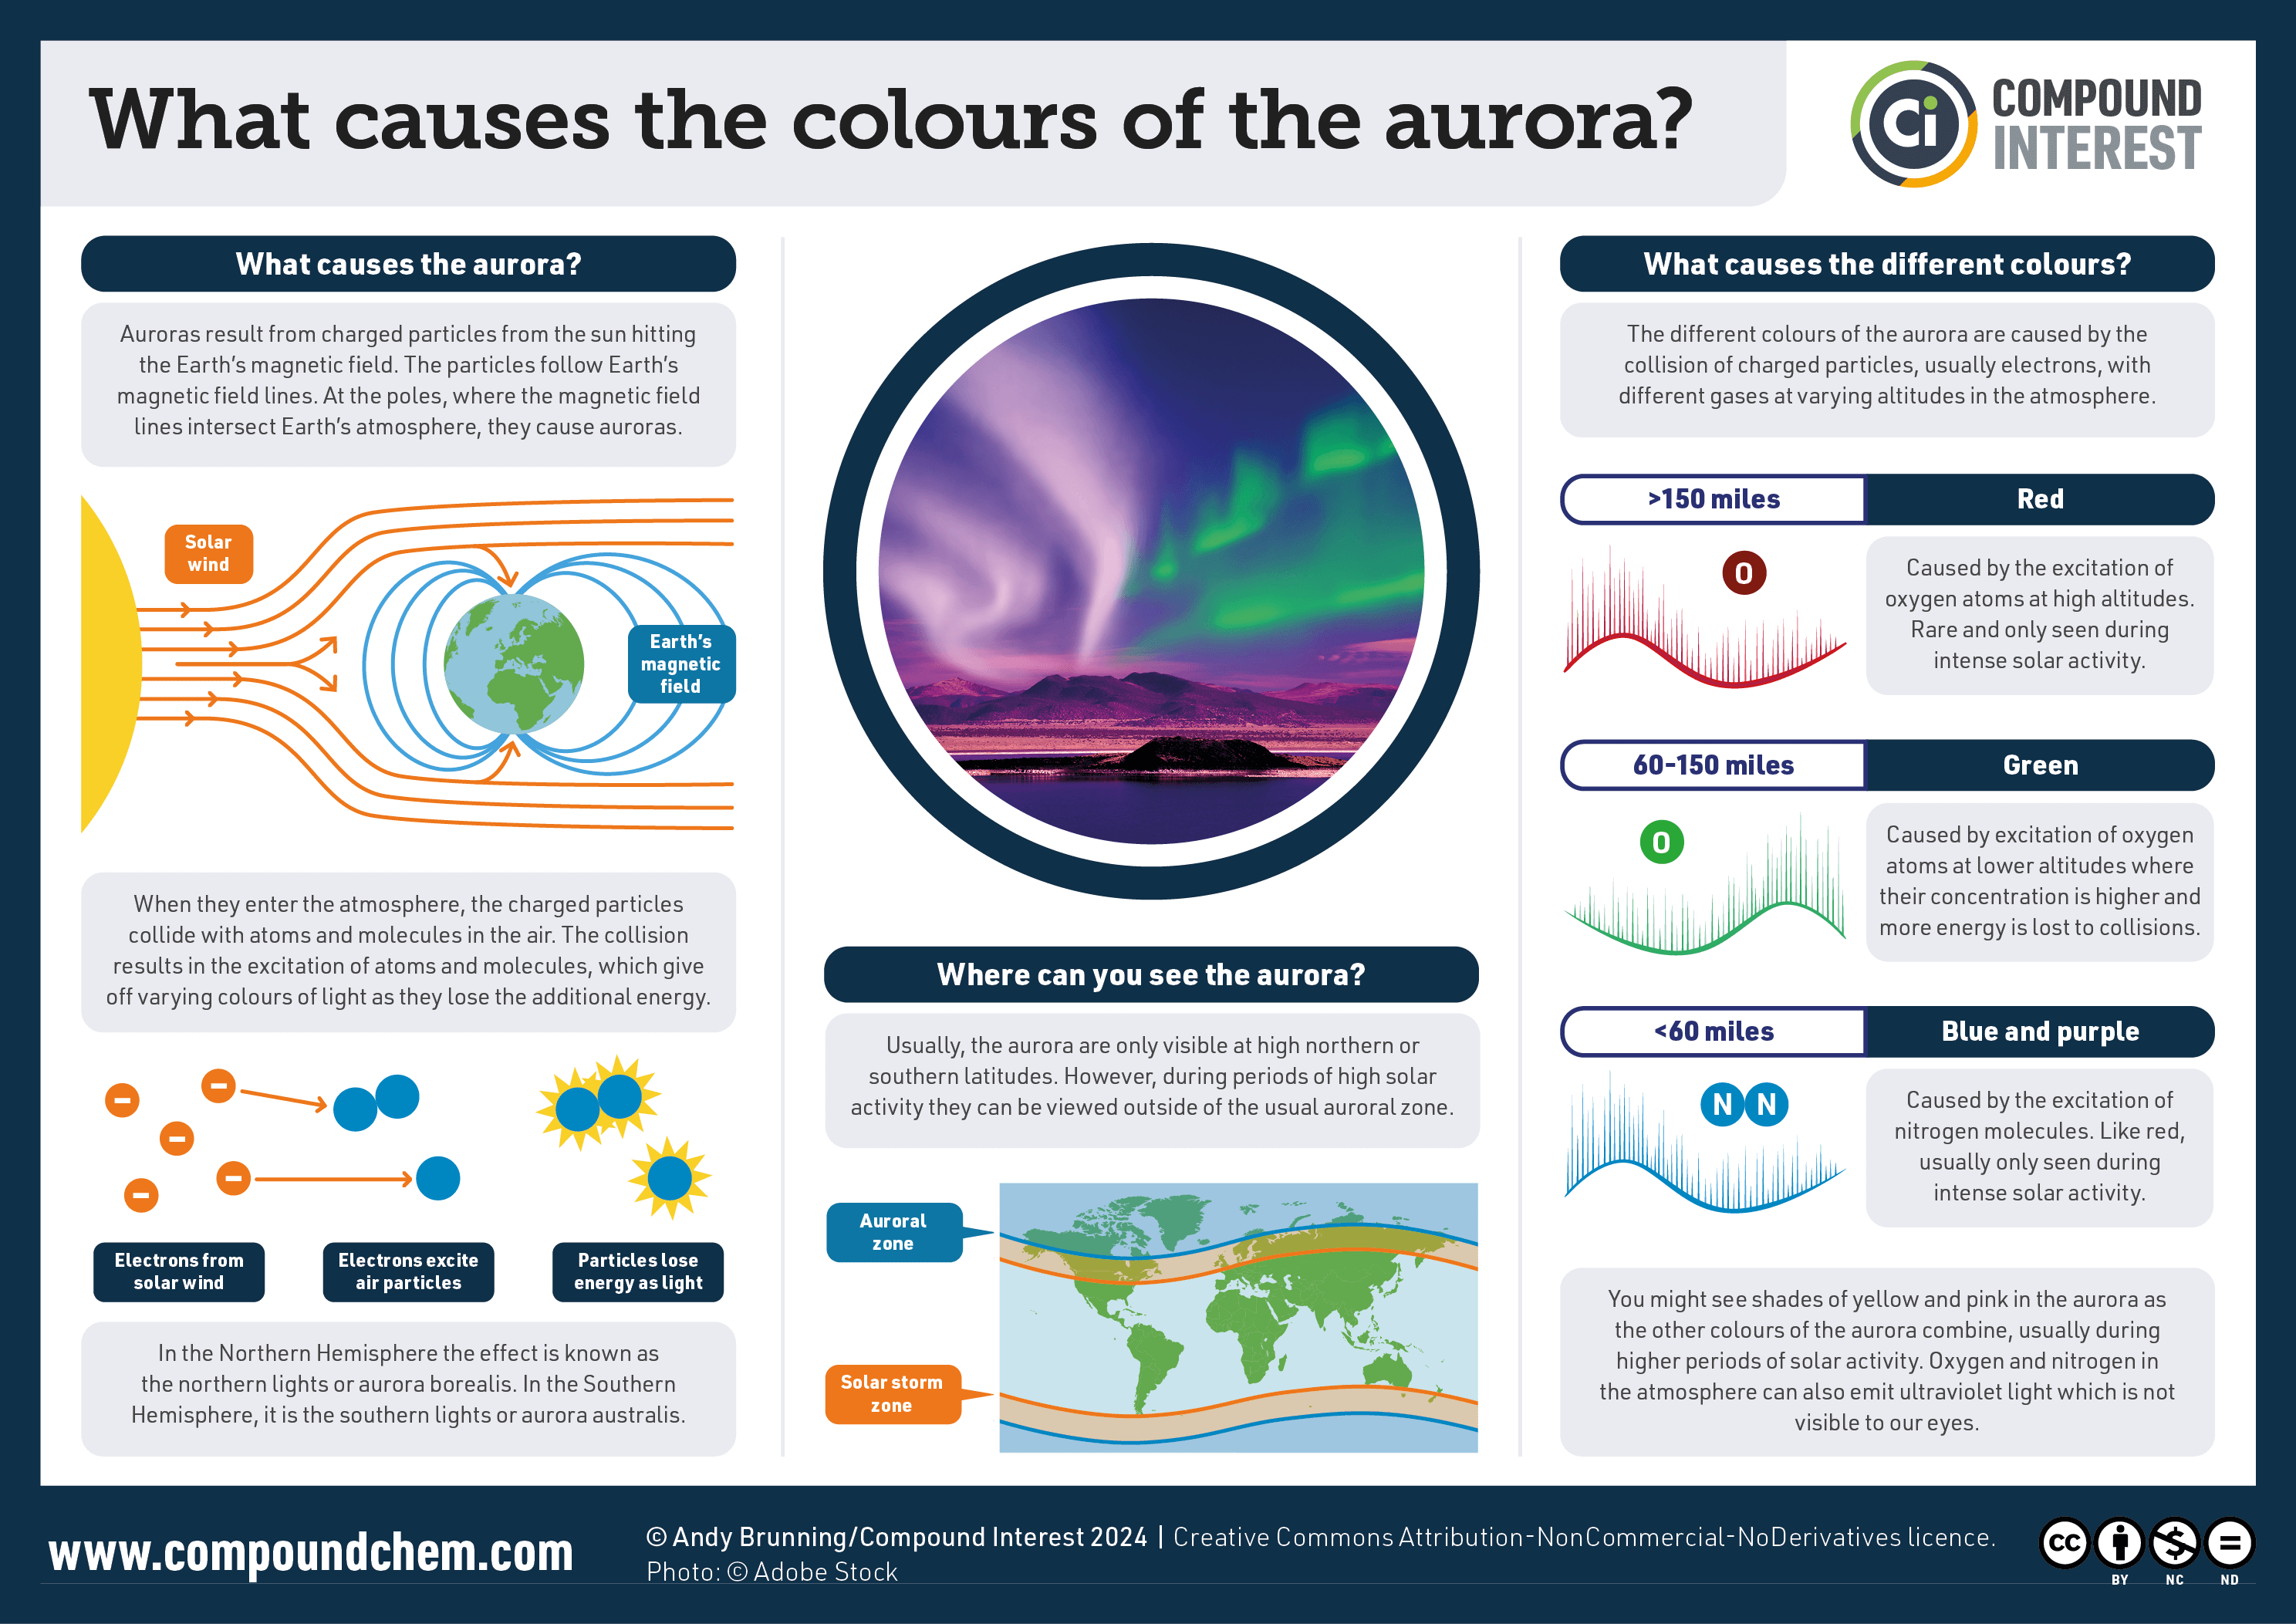 What causes the colours of the aurora?
Ci
COMPOUND
INTEREST
What causes the aurora?
Auroras result from charged particles from the sun hitting
the Earth's magnetic field. The particles follow Earth's
magnetic field lines. At the poles, where the magnetic field
lines intersect Earth's atmosphere, they cause auroras.
Solar
wind
Earth's
magnetic
field
When they enter the atmosphere, the charged particles
collide with atoms and molecules in the air. The collision
results in the excitation of atoms and molecules, which give
off varying colours of light as they lose the additional energy.
Electrons from
solar wind
Electrons excite
air particles
Particles lose
energy as light
In the Northern Hemisphere the effect is known as
the northern lights or aurora borealis. In the Southern
Hemisphere, it is the southern lights or aurora australis.
Where can you see the aurora?
Usually, the aurora are only visible at high northern or
southern latitudes. However, during periods of high solar
activity they can be viewed outside of the usual auroral zone.
Auroral
zone
Solar storm
zone
What causes the different colours?
The different colours of the aurora are caused by the
collision of charged particles, usually electrons, with
different gases at varying altitudes in the atmosphere.
>150 miles Red
O
Caused by the excitation of
oxygen atoms at high altitudes.
Rare and only seen during
intense solar activity.
60-150 miles Green
O
Caused by excitation of oxygen
atoms at lower altitudes where
their concentration is higher and
more energy is lost to collisions.
<60 miles Blue and purple
N N
Caused by the excitation of
nitrogen molecules. Like red,
usually only seen during
intense solar activity.
You might see shades of yellow and pink in the aurora as
the other colours of the aurora combine, usually during
higher periods of solar activity. Oxygen and nitrogen in
the atmosphere can also emit ultraviolet light which is not
visible to our eyes.
www.compoundchem.com
© Andy Brunning/Compound Interest 2024 | Creative Commons Attribution-NonCommercial-NoDerivatives licence.
Photo: © Adobe Stock
cc
BY NC ND